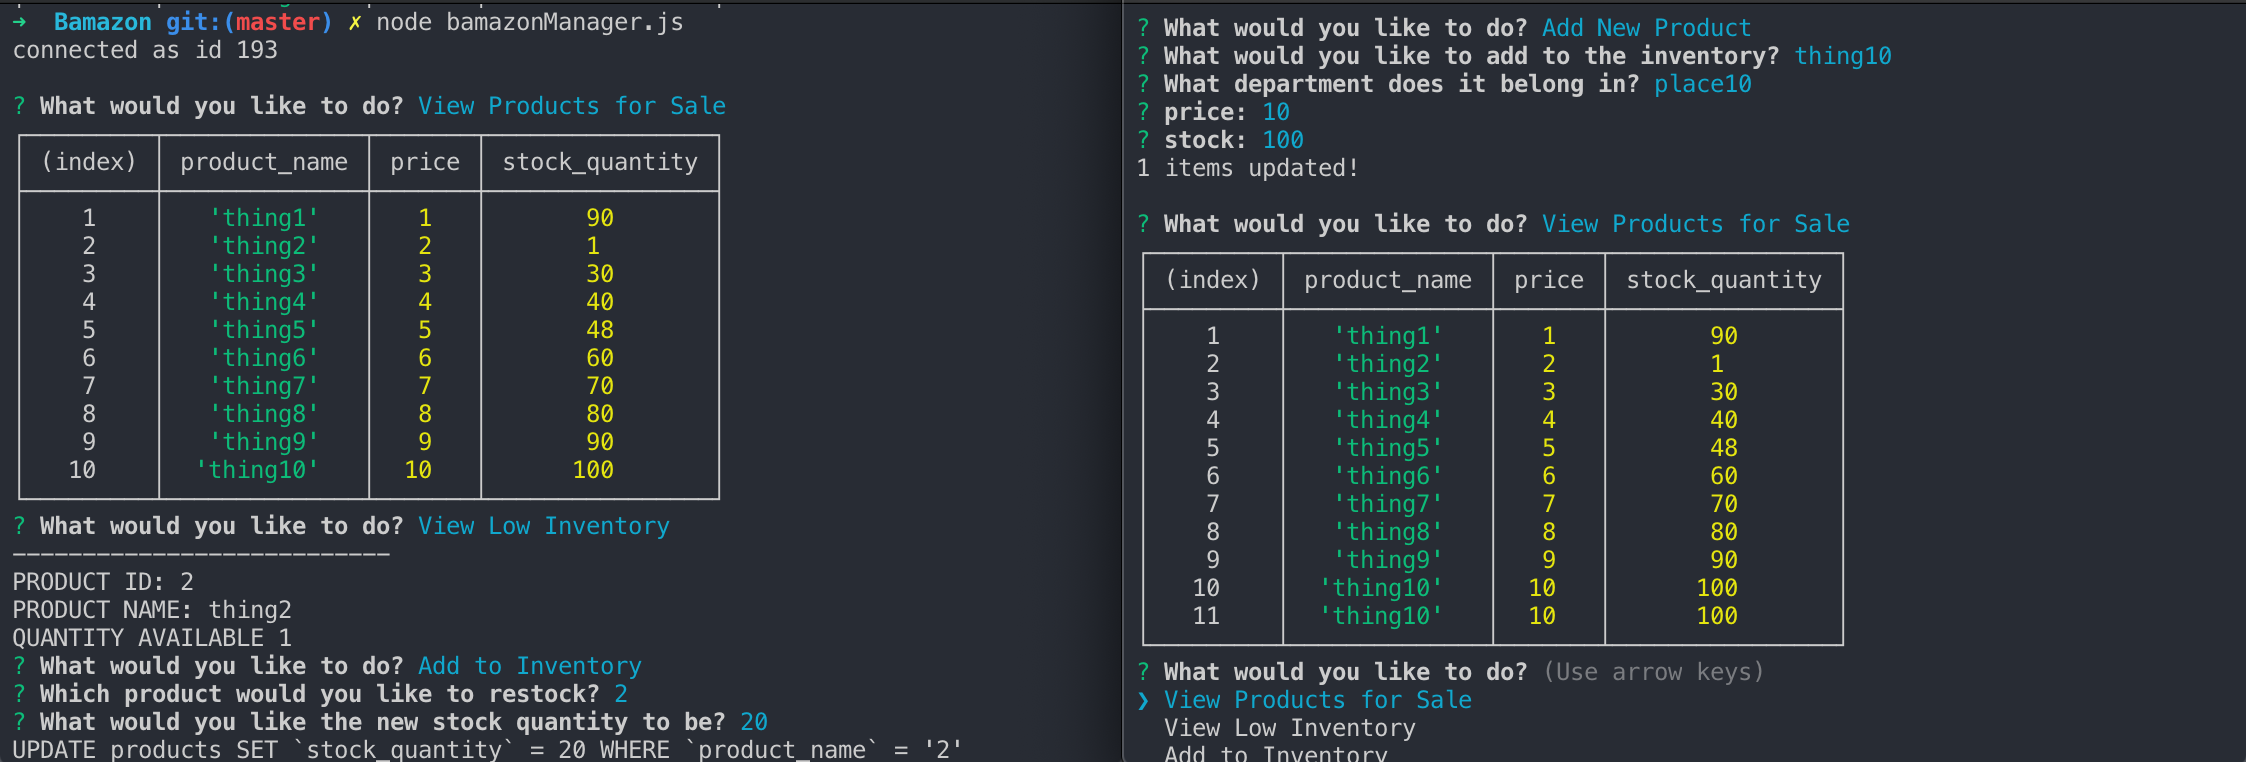 ➜  Bamazon git:(master) ✗ node bamazonManager.js
connected as id 193
? What would you like to do? View Products for Sale
(index) product_name price stock_quantity
1 'thing1' 1 90
2 'thing2' 2 1
3 'thing3' 3 30
4 'thing4' 4 40
5 'thing5' 5 48
6 'thing6' 6 60
7 'thing7' 7 70
8 'thing8' 8 80
9 'thing9' 9 90
10 'thing10' 10 100
? What would you like to do? View Low Inventory
---------------------------
PRODUCT ID: 2
PRODUCT NAME: thing2
QUANTITY AVAILABLE 1
? What would you like to do? Add to Inventory
? Which product would you like to restock? 2
? What would you like the new stock quantity to be? 20
UPDATE products SET `stock_quantity` = 20 WHERE `product_name` = '2'
? What would you like to do? Add New Product
? What would you like to add to the inventory? thing10
? What department does it belong in? place10
? price: 10
? stock: 100
1 items updated!
? What would you like to do? View Products for Sale
(index) product_name price stock_quantity
1 'thing1' 1 90
2 'thing2' 2 1
3 'thing3' 3 30
4 'thing4' 4 40
5 'thing5' 5 48
6 'thing6' 6 60
7 'thing7' 7 70
8 'thing8' 8 80
9 'thing9' 9 90
10 'thing10' 10 100
11 'thing10' 10 100
? What would you like to do? (Use arrow keys)
❯ View Products for Sale
View Low Inventory
Add to Inventory